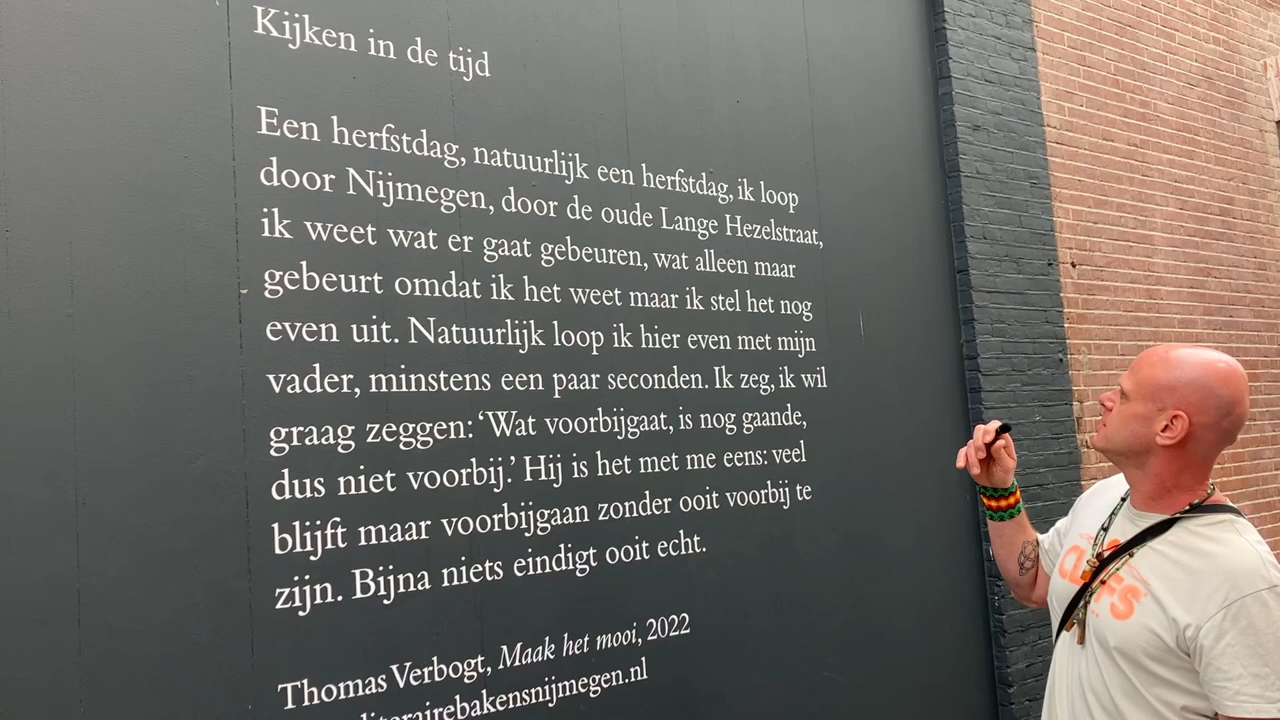 Kijken in de tijd
Een herfstdag, natuurlijk een herfstdag, ik loop
door Nijmegen, door de oude Lange Hezelstraat,
ik weet wat er gaat gebeuren, wat alleen maar
gebeurt omdat ik het weet maar ik stel het nog
even uit. Natuurlijk loop ik hier even met mijn
vader, minstens een paar seconden. Ik zeg, ik wil
graag zeggen: ‘Wat voorbijgaat, is nog gaande,
dus niet voorbij.’ Hij is het met me eens: veel
blijft maar voorbijgaan zonder ooit voorbij te
zijn. Bijna niets eindigt ooit echt.
Thomas Verbogt, Maak het mooi, 2022
literairebakensnijmegen.nl